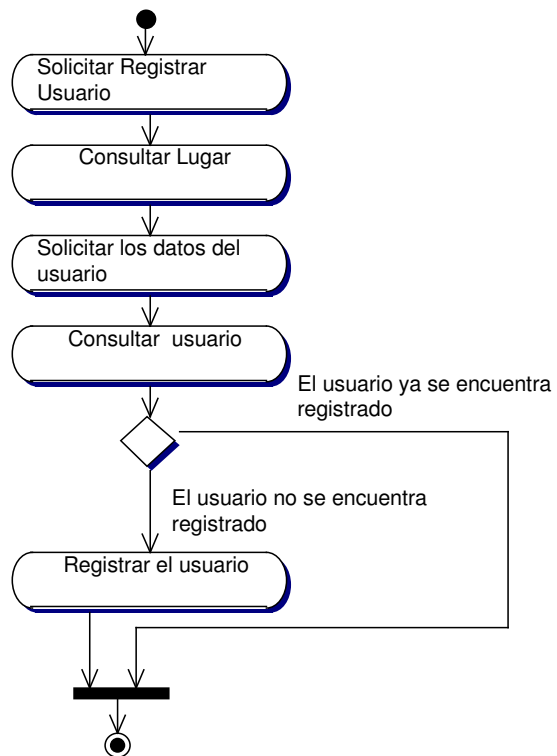 Solicitar Registrar
Usuario
Consultar Lugar
Solicitar los datos del
usuario
Consultar usuario
El usuario ya se encuentra
registrado
El usuario no se encuentra
registrado
Registrar el usuario